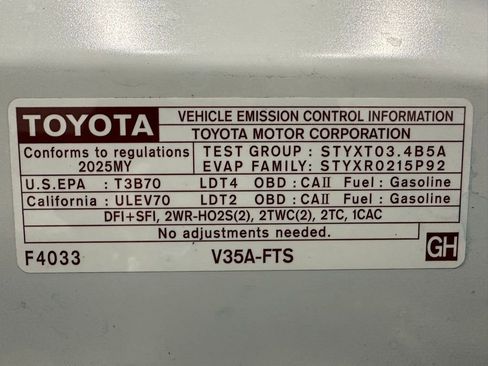 TOYOTA VEHICLE EMISSION CONTROL INFORMATION
TOYOTA MOTOR CORPORATION
Conforms to regulations TEST GROUP : STYXT03.4B5A
2025MY EVAP FAMILY: STYXR0215P92
U.S.EPA : T3B70 LDT4 OBD : CAII Fuel : Gasoline
California : ULEV70 LDT2 OBD : CAII Fuel : Gasoline
DFI+SFI, 2WR-HO2S(2), 2TWC(2), 2TC, 1CAC
No adjustments needed.
F4033 V35A-FTS GH